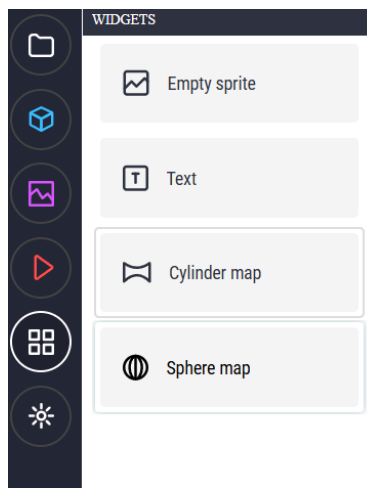 WIDGETS
Empty sprite
T Text
Cylinder map
Sphere map